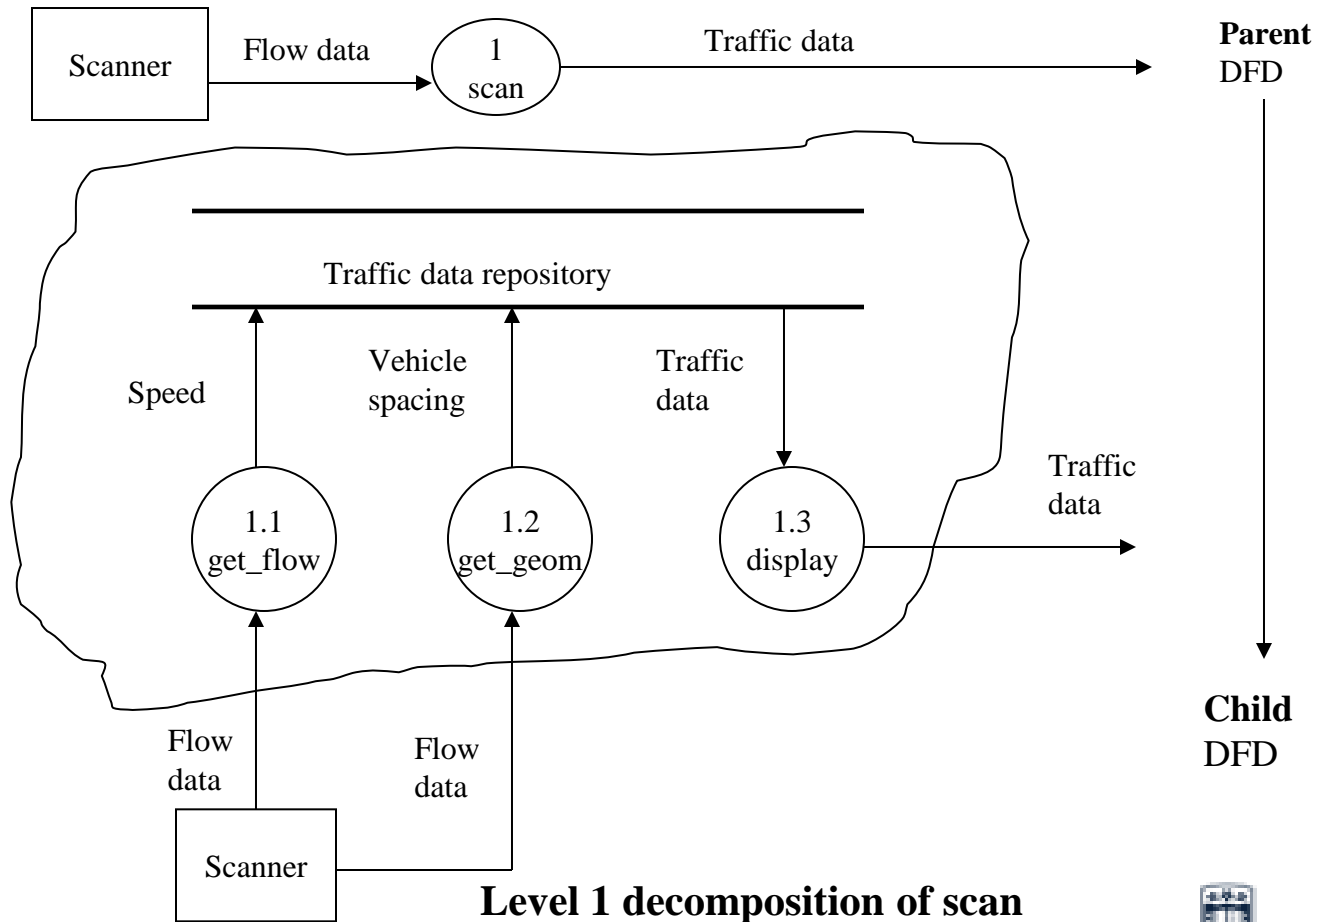 Scanner
Flow data
1
scan
Traffic data
Parent
DFD
Traffic data repository
Speed
Vehicle
spacing
Traffic
data
1.1
get_flow
1.2
get_geom
1.3
display
Traffic
data
Flow
data
Flow
data
Scanner
Child
DFD
Level 1 decomposition of scan